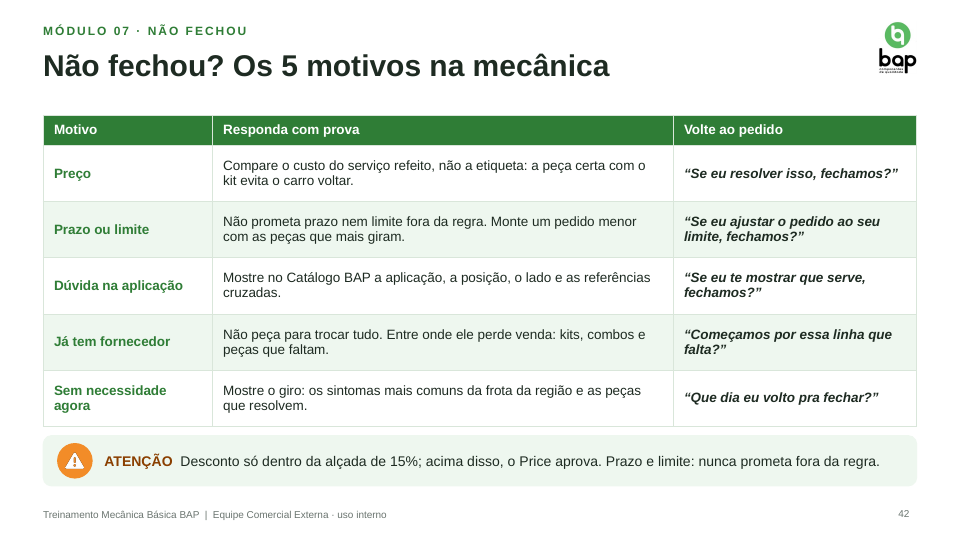 MÓDULO 07 · NÃO FECHOU
Não fechou? Os 5 motivos na mecânica
bap
Motivo
Responda com prova
Volte ao pedido
Preço
Compare o custo do serviço refeito, não a etiqueta: a peça certa com o
kit evita o carro voltar.
“Se eu resolver isso, fechamos?”
Prazo ou limite
Não prometa prazo nem limite fora da regra. Monte um pedido menor
com as peças que mais giram.
“Se eu ajustar o pedido ao seu
limite, fechamos?”
Dúvida na aplicação
Mostre no Catálogo BAP a aplicação, a posição, o lado e as referências
cruzadas.
“Se eu te mostrar que serve,
fechamos?”
Já tem fornecedor
Não peça para trocar tudo. Entre onde ele perde venda: kits, combos e
peças que faltam.
“Começamos por essa linha que
falta?”
Sem necessidade
agora
Mostre o giro: os sintomas mais comuns da frota da região e as peças
que resolvem.
“Que dia eu volto pra fechar?”
ATENÇÃO Desconto só dentro da alçada de 15%; acima disso, o Price aprova. Prazo e limite: nunca prometa fora da regra.
Treinamento Mecânica Básica BAP | Equipe Comercial Externa · uso interno
42